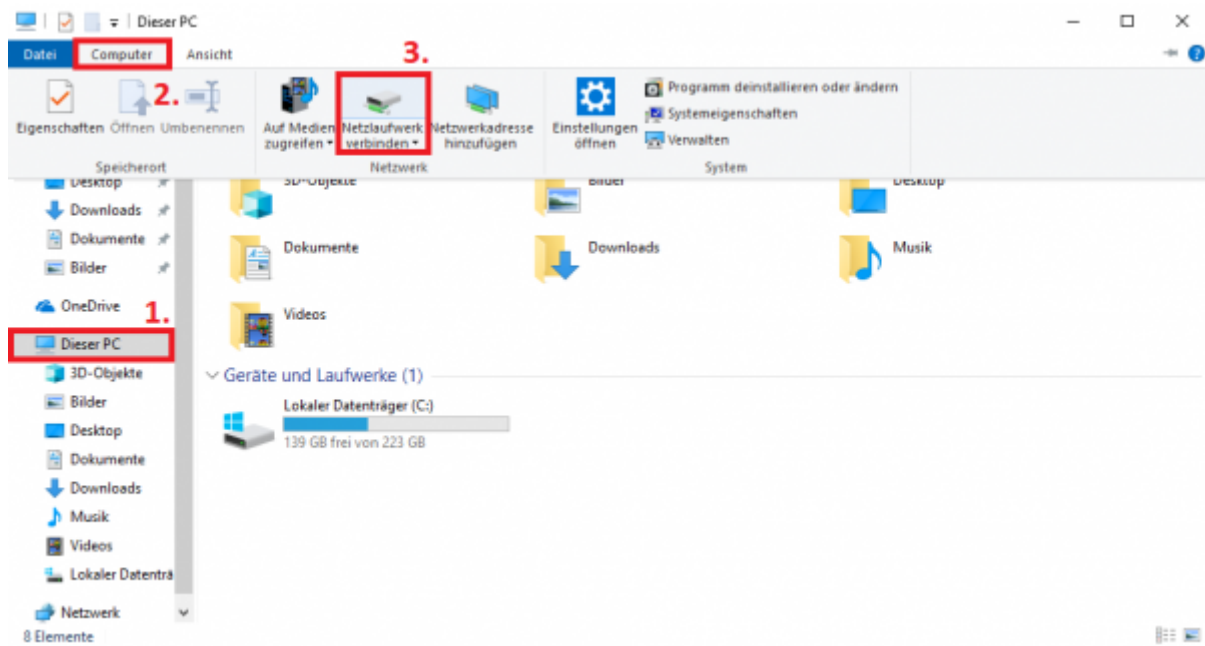 Dieser PC
Datei
Computer
Ansicht
3.
2.
Eigenschaften
Öffnen
Umbenennen
Auf Medien
zugreifen
Netzlaufwerk
verbinden
Netzwerkadresse
hinzufügen
Einstellungen
öffnen
Programm deinstallieren oder ändern
Systemeigenschaften
Verwalten
Speicherort
Netzwerk
System
Desktop
Downloads
Dokumente
Bilder
OneDrive
1.
Dieser PC
3D-Objekte
Bilder
Desktop
Dokumente
Downloads
Musik
Videos
Lokaler Datenträ
Netzwerk
3D-Objekte
Bilder
Desktop
Dokumente
Downloads
Musik
Videos
Geräte und Laufwerke (1)
Lokaler Datenträger (C:)
139 GB frei von 223 GB
8 Elemente